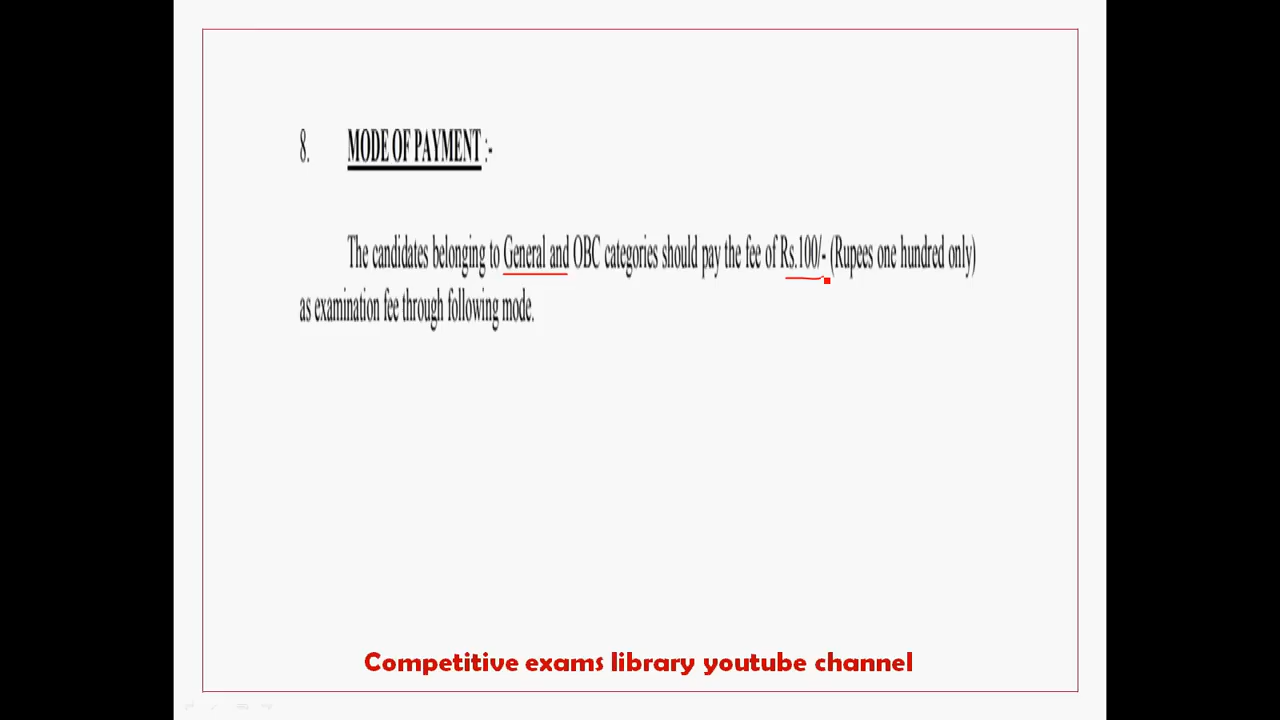 8. MODE OF PAYMENT :-
The candidates belonging to General and OBC categories should pay the fee of Rs.100/- (Rupees one hundred only)
as examination fee through following mode.
Competitive exams library youtube channel